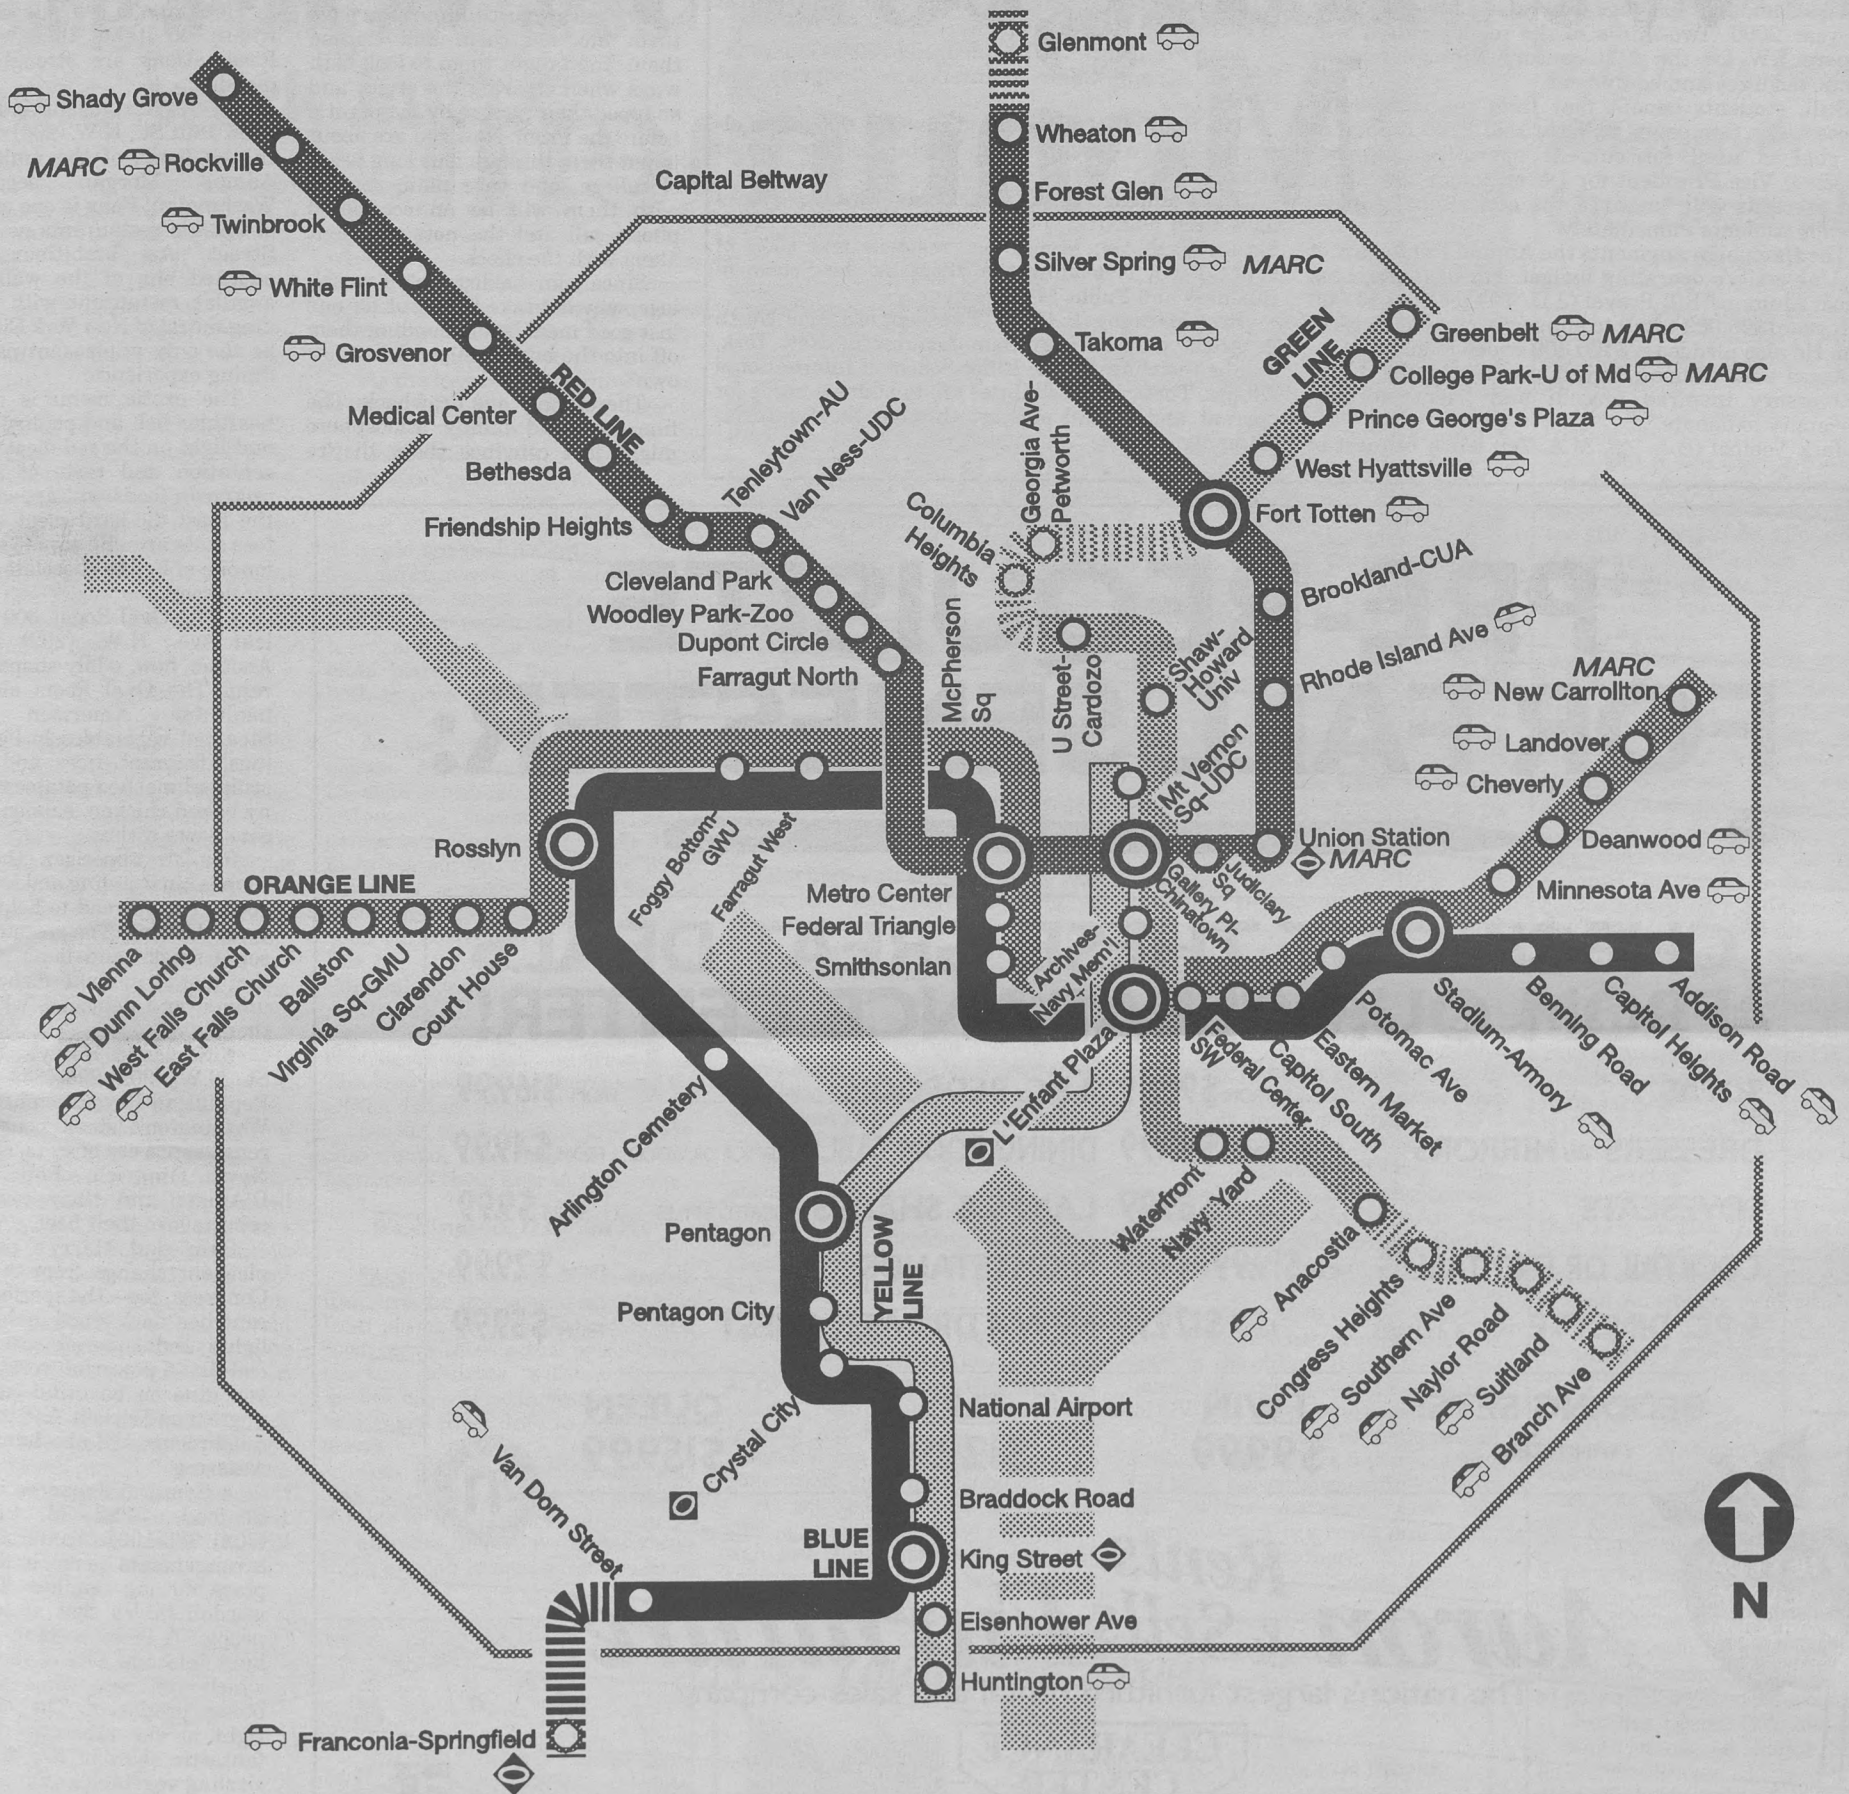 Glenmont
Shady Grove
Wheaton
MARC Rockville
Capital Beltway
Forest Glen
Twinbrook
Silver Spring MARC
White Flint
Takoma
GREEN
LINE
Greenbelt MARC
Grosvenor
College Park-U of Md MARC
RED LINE
Medical Center
Prince George's Plaza
Tenleytown-AU
Van Ness-UDC
Georgia Ave-
Petworth
Bethesda
West Hyattsville
Friendship Heights
Columbia
Heights
Fort Totten
Cleveland Park
Brookland-CUA
Woodley Park-Zoo
Dupont Circle
Rhode Island Ave
Farragut North
McPherson
Sq
U Street-
Cardozo
Shaw-
Howard
Univ
MARC
New Carrollton
Landover
Mt Vernon
Sq-UDC
Cheverly
Rosslyn
Foggy Bottom-
GWU
Farragut West
Union Station
MARC
Deanwood
ORANGE LINE
Metro Center
Gallery Pl-
Chinatown
Judiciary
Sq
Minnesota Ave
Federal Triangle
Smithsonian
Archives-
Navy Mem'l
Vienna
Dunn Loring
West Falls Church
East Falls Church
Ballston
Virginia Sq-GMU
Clarendon
Court House
L'Enfant Plaza
Federal Center
SW
Capitol South
Eastern Market
Potomac Ave
Stadium-Armory
Benning Road
Capitol Heights
Addison Road
Arlington Cemetery
Waterfront
Navy Yard
Pentagon
YELLOW
LINE
Anacostia
Congress Heights
Southern Ave
Naylor Road
Suitland
Branch Ave
Pentagon City
Crystal City
National Airport
Van Dorn Street
Braddock Road
BLUE
LINE
King Street
N
Eisenhower Ave
Huntington
Franconia-Springfield